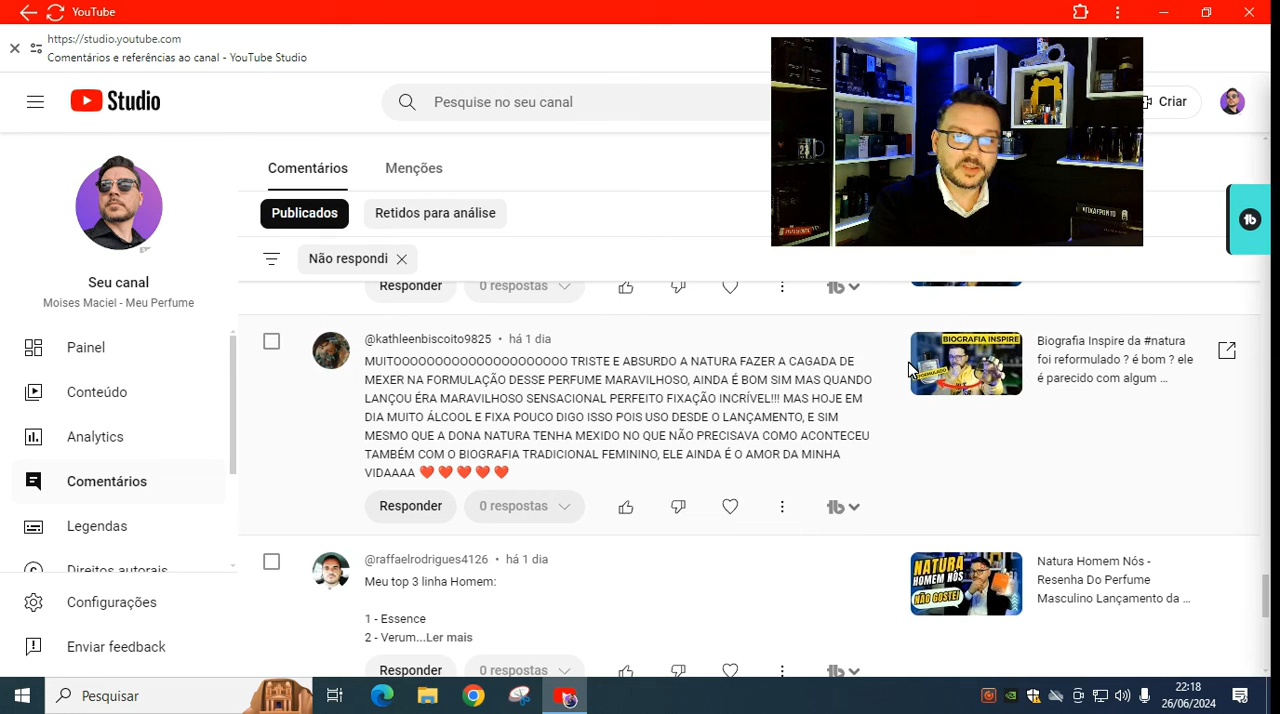 YouTube
https://studio.youtube.com
Comentários e referências ao canal - YouTube Studio
Studio
Pesquise no seu canal
Criar
Comentários
Menções
Publicados
Retidos para análise
Não respondi
Seu canal
Moises Maciel - Meu Perfume
Painel
Conteúdo
Analytics
Comentários
Legendas
Direitos autorais
Configurações
Enviar feedback
Responder
0 respostas
@kathleenbiscoito9825 • há 1 dia
MUITOOOOOOOOOOOOOOOOOOOOO TRISTE E ABSURDO A NATURA FAZER A CAGADA DE
MEXER NA FORMULAÇÃO DESSE PERFUME MARAVILHOSO, AINDA É BOM SIM MAS QUANDO
LANÇOU ÉRA MARAVILHOSO SENSACIONAL PERFEITO FIXAÇÃO INCRÍVEL!!! MAS HOJE EM
DIA MUITO ÁLCOOL E FIXA POUCO DIGO ISSO POIS USO DESDE O LANÇAMENTO, E SIM
MESMO QUE A DONA NATURA TENHA MEXIDO NO QUE NÃO PRECISAVA COMO ACONTECEU
TAMBÉM COM O BIOGRAFIA TRADICIONAL FEMININO, ELE AINDA É O AMOR DA MINHA
VIDAAAA ❤️❤️❤️❤️❤️
Responder
0 respostas
BIOGRAFIA INSPIRE
Biografia Inspire da #natura
foi reformulado ? é bom ? ele
é parecido com algum ...
@raffaelrodrigues4126 • há 1 dia
Meu top 3 linha Homem:
1 - Essence
2 - Verum...Ler mais
Responder
0 respostas
NATURA
HOMEM NÓS
NÃO GOSTEI
Natura Homem Nós -
Resenha Do Perfume
Masculino Lançamento da ...
Pesquisar
22:18
26/06/2024